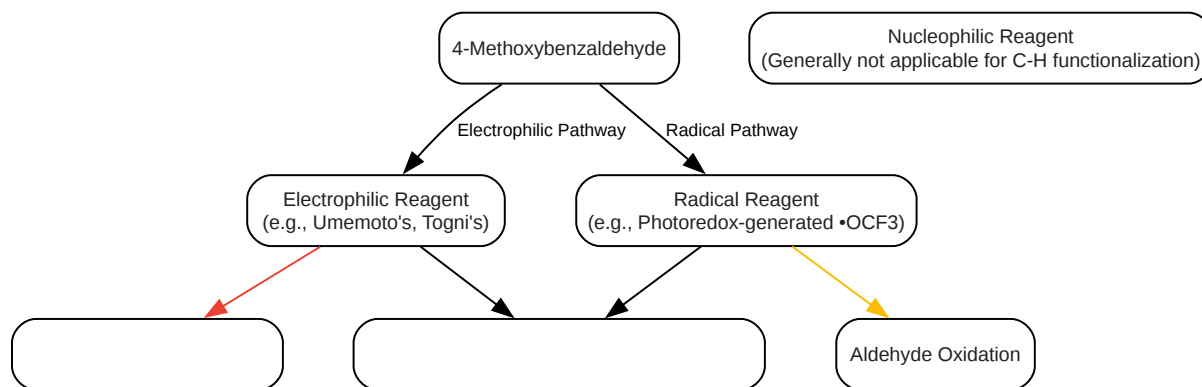 4-Methoxybenzaldehyde
Nucleophilic Reagent
(Generally not applicable for C-H functionalization)
Electrophilic Pathway
Radical Pathway
Electrophilic Reagent
(e.g., Umemoto's, Togni's)
Radical Reagent
(e.g., Photoredox-generated •OCF3)
Aldehyde Oxidation